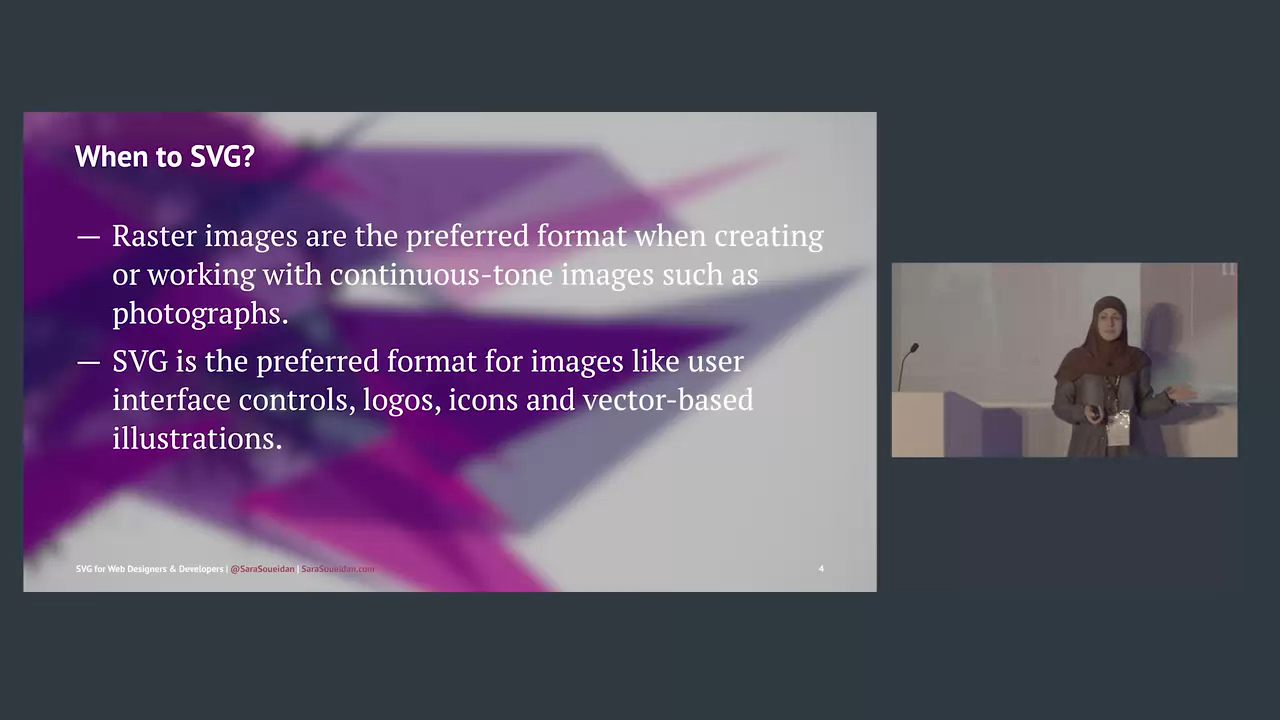 When to SVG?
— Raster images are the preferred format when creating
or working with continuous-tone images such as
photographs.
— SVG is the preferred format for images like user
interface controls, logos, icons and vector-based
illustrations.
SVG for Web Designers & Developers | @SaraSoueidan | SaraSoueidan.com
4